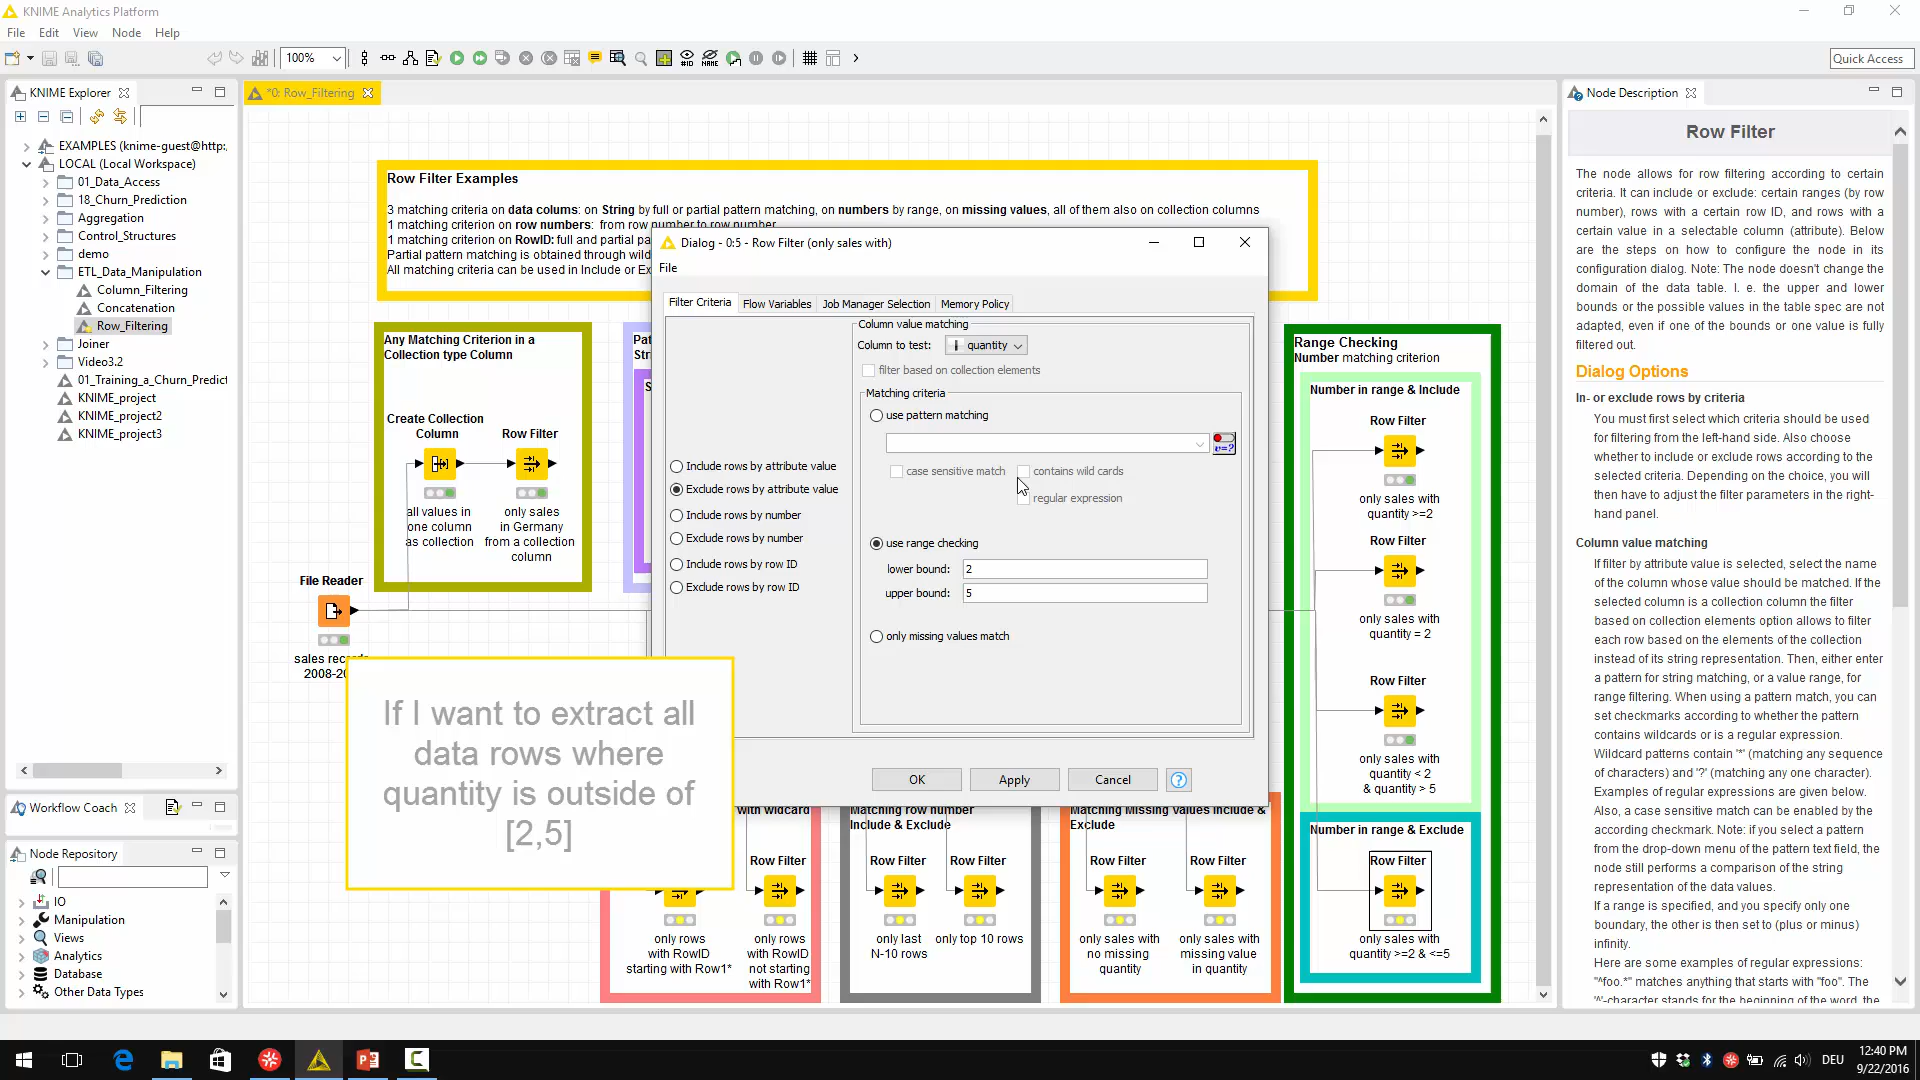 KNIME Analytics Platform
File Edit View Node Help
100%
Quick Access
KNIME Explorer
*0: Row_Filtering
Node Description
EXAMPLES (knime-guest@http:,
LOCAL (Local Workspace)
01_Data_Access
18_Churn_Prediction
Aggregation
Control_Structures
demo
ETL_Data_Manipulation
Column_Filtering
Concatenation
Row_Filtering
Joiner
Video3.2
01_Training_a_Churn_Predict
KNIME_project
KNIME_project2
KNIME_project3
Workflow Coach
Node Repository
IO
Manipulation
Views
Database
Analytics
Other Data Types
Row Filter Examples
3 matching criteria on data colums: on String by full or partial pattern matching, on numbers by range, on missing values, all of them also on collection columns
1 matching criterion on row numbers: from row number to row number
1 matching criterion on RowID: full and partial pa
Partial pattern matching is obtained through wild
All matching criteria can be used in Include or Ex
Any Matching Criterion in a
Collection type Column
Create Collection
Column
Row Filter
all values in
one column
as collection
only sales
in Germany
from a collection
column
File Reader
sales records
2008-20
Pat
Str
S
Dialog - 0:5 - Row Filter (only sales with)
File
Filter Criteria Flow Variables Job Manager Selection Memory Policy
Include rows by attribute value
Exclude rows by attribute value
Include rows by number
Exclude rows by number
Include rows by row ID
Exclude rows by row ID
Column value matching
Column to test: I quantity
filter based on collection elements
Matching criteria
use pattern matching
v=?
case sensitive match contains wild cards
regular expression
use range checking
lower bound: 2
upper bound: 5
only missing values match
OK Apply Cancel ?
If I want to extract all
data rows where
quantity is outside of
[2,5]
with wildcard
Row Filter
only rows
with RowID
starting with Row1*
only rows
with RowID
not starting
with Row1*
Matching row number
Include & Exclude
Row Filter
Row Filter
only last
N-10 rows
only top 10 rows
Matching Missing Values Include &
Exclude
Row Filter
Row Filter
only sales with
no missing
quantity
only sales with
missing value
in quantity
Range Checking
Number matching criterion
Number in range & Include
Row Filter
only sales with
quantity >=2
Row Filter
only sales with
quantity = 2
Row Filter
only sales with
quantity < 2
& quantity > 5
Number in range & Exclude
Row Filter
only sales with
quantity >=2 & <=5
Row Filter
The node allows for row filtering according to certain
criteria. It can include or exclude: certain ranges (by row
number), rows with a certain row ID, and rows with a
certain value in a selectable column (attribute). Below
are the steps on how to configure the node in its
configuration dialog. Note: The node doesn't change the
domain of the data table. I. e. the upper and lower
bounds or the possible values in the table spec are not
adapted, even if one of the bounds or one value is fully
filtered out.
Dialog Options
In- or exclude rows by criteria
You must first select which criteria should be used
for filtering from the left-hand side. Also choose
whether to include or exclude rows according to the
selected criteria. Depending on the choice, you will
then have to adjust the filter parameters in the right-
hand panel.
Column value matching
If filter by attribute value is selected, select the name
of the column whose value should be matched. If the
selected column is a collection column the filter
based on collection elements option allows to filter
each row based on the elements of the collection
instead of its string representation. Then, either enter
a pattern for string matching, or a value range, for
range filtering. When using a pattern match, you can
set checkmarks according to whether the pattern
contains wildcards or is a regular expression.
Wildcard patterns contain '*' (matching any sequence
of characters) and '?' (matching any one character).
Examples of regular expressions are given below.
Also, a case sensitive match can be enabled by the
according checkmark. Note: if you select a pattern
from the drop-down menu of the pattern text field, the
node still performs a comparison of the string
representation of the data values.
If a range is specified, and you specify only one
boundary, the other is then set to (plus or minus)
infinity.
Here are some examples of regular expressions:
"^foo.*" matches anything that starts with "foo". The
'^'-character stands for the beginning of the word, the
DEU
12:40 PM
9/22/2016